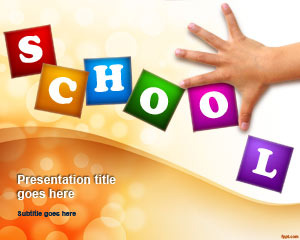 SCHOOL
Presentation title
goes here
Subtitle goes here
fppt.com